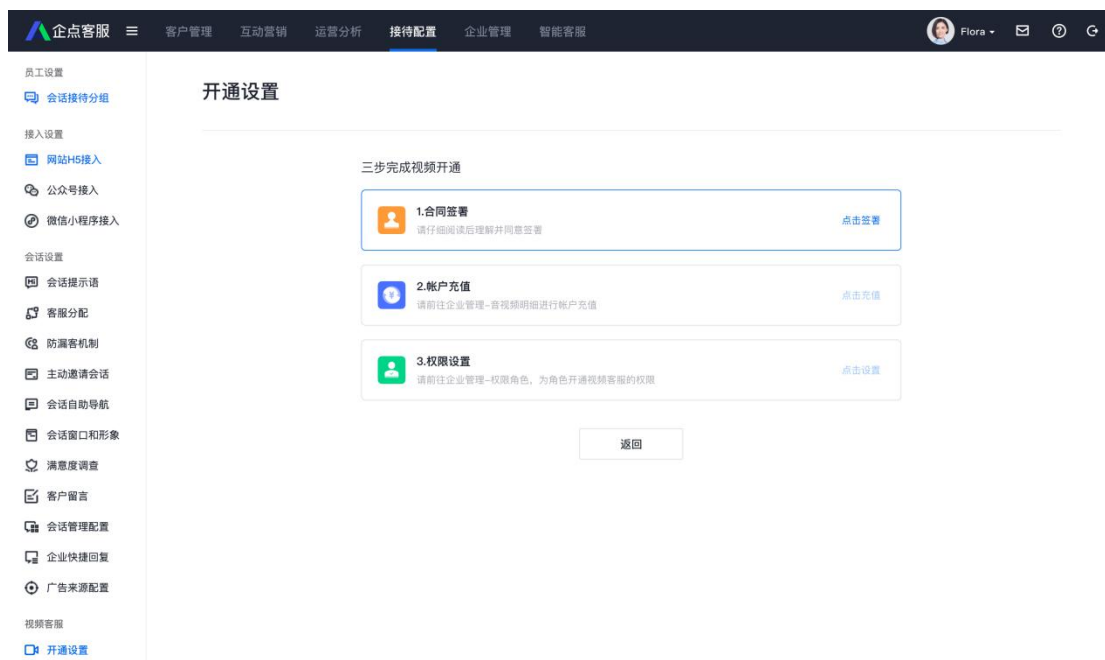 企点客服
客户管理
互动营销
运营分析
接待配置
企业管理
智能客服
Flora
员工设置
会话接待分组
接入设置
网站H5接入
公众号接入
微信小程序接入
会话设置
会话提示语
客服分配
防漏客机制
主动邀请会话
会话自助导航
会话窗口和形象
满意度调查
客户留言
会话管理配置
企业快捷回复
广告来源配置
视频客服
开通设置
开通设置
三步完成视频开通
1.合同签署
请仔细阅读后理解并同意签署
点击签署
2.帐户充值
请前往企业管理-音视频明细进行帐户充值
点击充值
3.权限设置
请前往企业管理-权限角色，为角色开通视频客服的权限
点击设置
返回